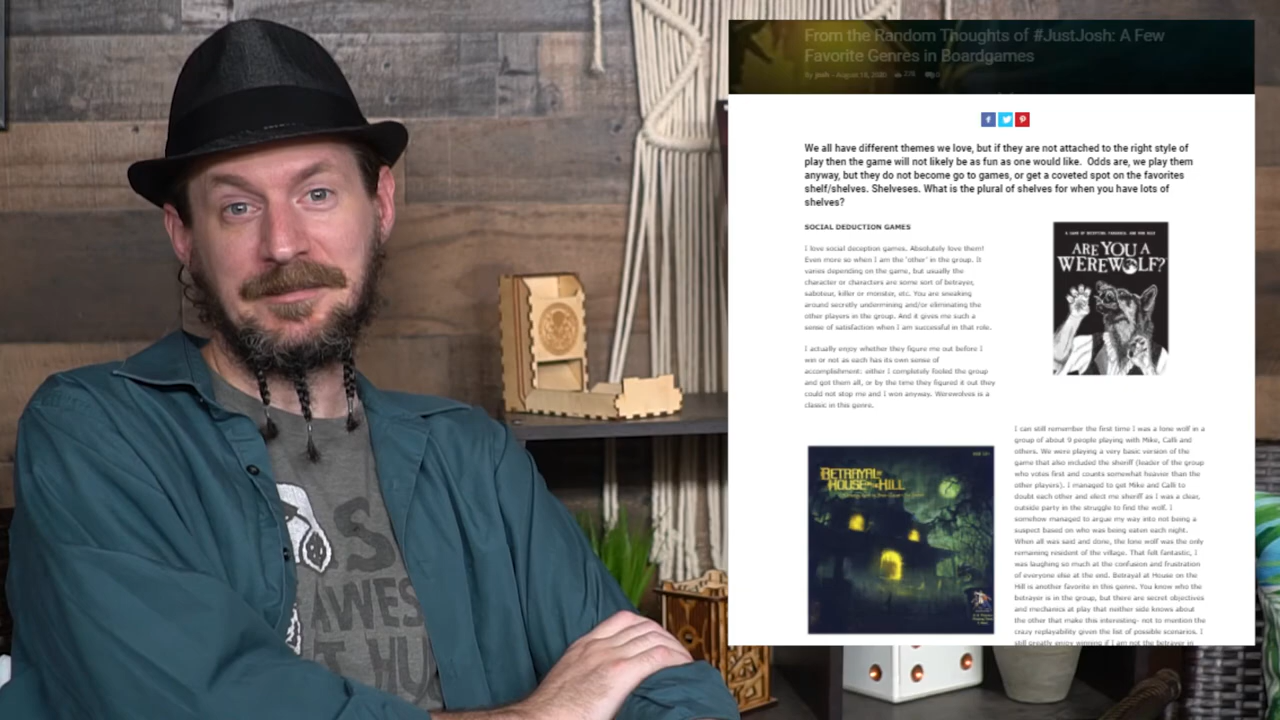 From the Random Thoughts of #JustJosh: A Few
Favorite Genres in Boardgames
By josh - August 16, 2020 278 0
We all have different themes we love, but if they are not attached to the right style of
play then the game will not likely be as fun as one would like. Odds are, we play them
anyway, but they do not become go to games, or get a coveted spot on the favorites
shelf/shelves. Shelveses. What is the plural of shelves for when you have lots of
shelves?
SOCIAL DEDUCTION GAMES
I love social deception games. Absolutely love them!
Even more so when I am the 'other' in the group. It
varies depending on the game, but usually the
character or characters are some sort of betrayer,
saboteur, killer or monster, etc. You are sneaking
around secretly undermining and/or eliminating the
other players in the group. And it gives me such a
sense of satisfaction when I am successful in that role.
I actually enjoy whether they figure me out before I
win or not as each has its own sense of
accomplishment: either I completely fooled the group
and got them all, or by the time they figured it out they
could not stop me and I won anyway. Werewolves is a
classic in this genre.
ARE YOU A
WEREWOLF?
BETRAYAL AT
HOUSE ON THE HILL
I can still remember the first time I was a lone wolf in a
group of about 9 people playing with Mike, Calli and
others. We were playing a very basic version of the
game that also included the sheriff (leader of the group
who votes first and counts somewhat heavier than the
other players). I managed to get Mike and Calli to
doubt each other and elect me sheriff as I was a clear,
outside party in the struggle to find the wolf. I
somehow managed to argue my way into not being a
suspect based on who was being eaten each night.
When all was said and done, the lone wolf was the only
remaining resident of the village. That felt fantastic, I
was laughing so much at the confusion and frustration
of everyone else at the end. Betrayal at House on the
Hill is another favorite in this genre. You know who the
betrayer is in the group, but there are secret objectives
and mechanics at play that neither side knows about
the other that make this interesting- not to mention the
crazy replayability given the list of possible scenarios. I
still greatly enjoy winning if I am not the betrayer in